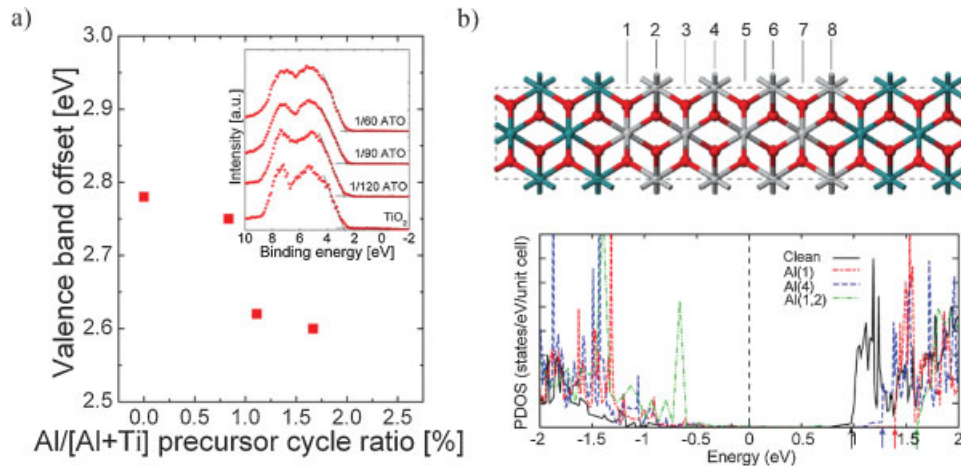 a)
Valence band offset [eV]
3.0
2.9
2.8
2.7
2.6
2.5
0.0 0.5 1.0 1.5 2.0 2.5
Al/[Al+Ti] precursor cycle ratio [%]
Intensity [a.u.]
1/60 ATO
1/90 ATO
1/120 ATO
TiO2
10 8 6 4 2 0 -2
Binding energy [eV]
b)
1 2 3 4 5 6 7 8
PDOS (states/eV/unit cell)
Clean
Al(1)
Al(4)
Al(1,2)
-2 -1.5 -1 -0.5 0 0.5 1 1.5 2
Energy (eV)